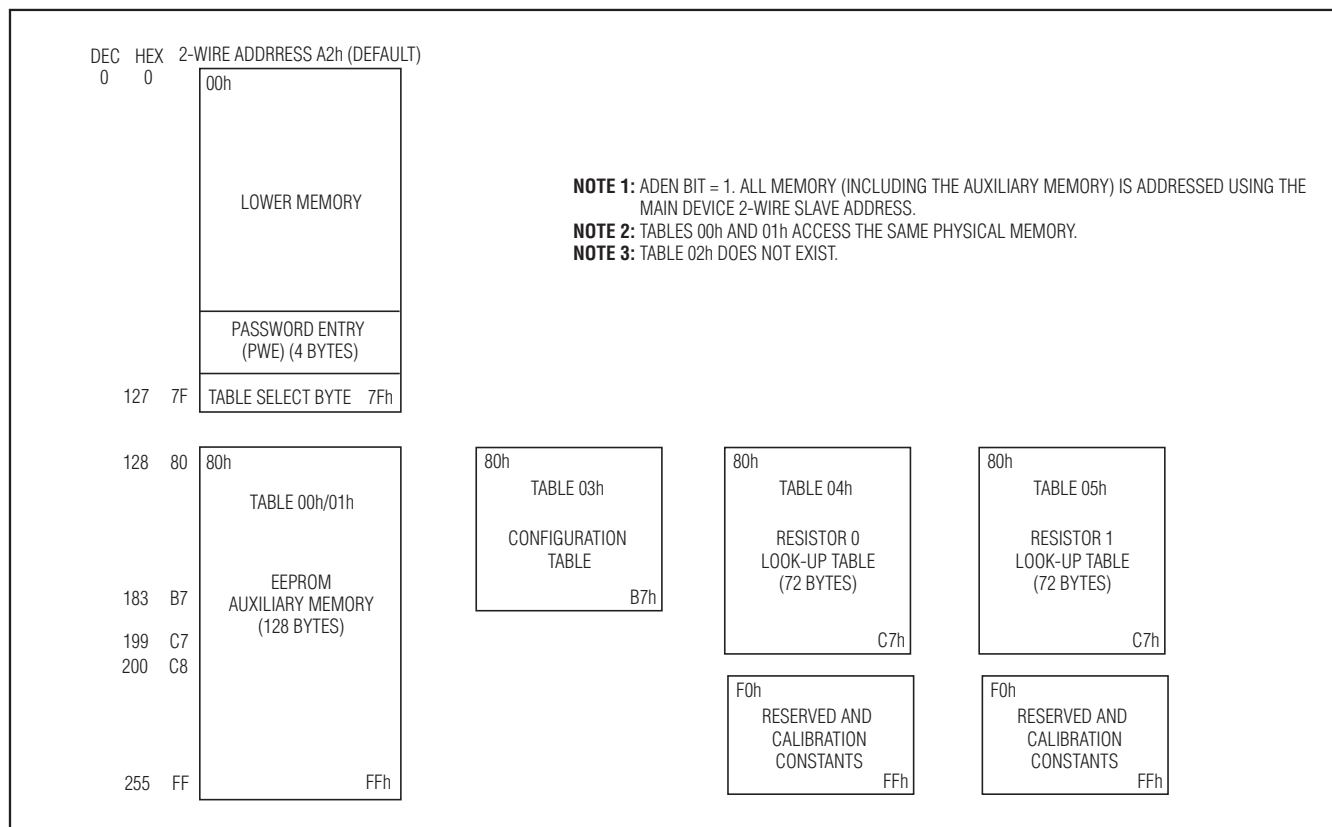 DEC HEX 2-WIRE ADDRRESS A2h (DEFAULT)
0 0
00h
LOWER MEMORY
PASSWORD ENTRY
(PWE) (4 BYTES)
127 7F TABLE SELECT BYTE 7Fh
NOTE 1: ADEN BIT = 1. ALL MEMORY (INCLUDING THE AUXILIARY MEMORY) IS ADDRESSED USING THE
MAIN DEVICE 2-WIRE SLAVE ADDRESS.
NOTE 2: TABLES 00h AND 01h ACCESS THE SAME PHYSICAL MEMORY.
NOTE 3: TABLE 02h DOES NOT EXIST.
128 80
183 B7
199 C7
200 C8
255 FF
80h
TABLE 00h/01h
EEPROM
AUXILIARY MEMORY
(128 BYTES)
FFh
80h
TABLE 03h
CONFIGURATION
TABLE
B7h
80h
TABLE 04h
RESISTOR 0
LOOK-UP TABLE
(72 BYTES)
C7h
F0h
RESERVED AND
CALIBRATION
CONSTANTS
FFh
80h
TABLE 05h
RESISTOR 1
LOOK-UP TABLE
(72 BYTES)
C7h
F0h
RESERVED AND
CALIBRATION
CONSTANTS
FFh